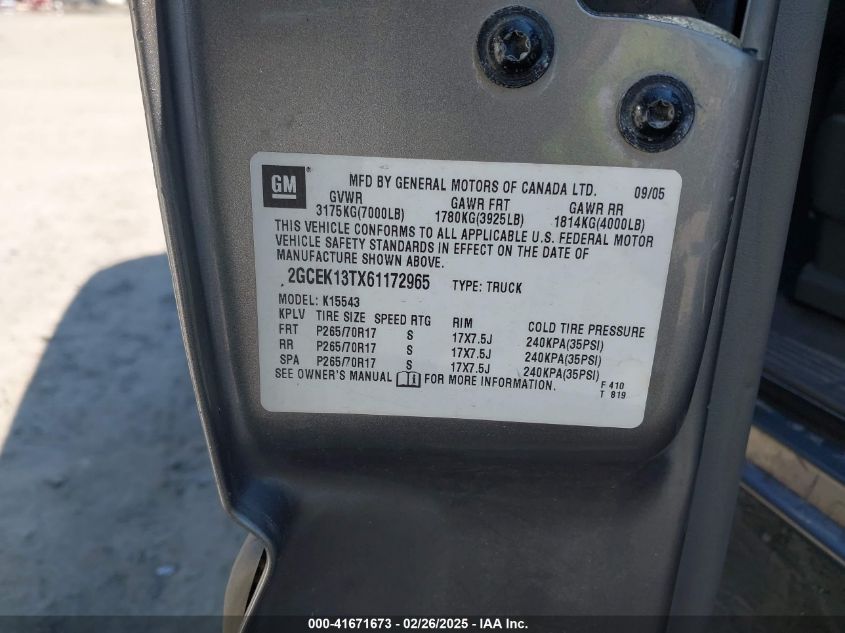 GM
MFD BY GENERAL MOTORS OF CANADA LTD. 09/05
GVWR GAWR FRT GAWR RR
3175KG(7000LB) 1780KG(3925LB) 1814KG(4000LB)
THIS VEHICLE CONFORMS TO ALL APPLICABLE U.S. FEDERAL MOTOR
VEHICLE SAFETY STANDARDS IN EFFECT ON THE DATE OF
MANUFACTURE SHOWN ABOVE.
2GCEK13TX61172965 TYPE: TRUCK
MODEL: K15543
KPLV TIRE SIZE SPEED RTG RIM COLD TIRE PRESSURE
FRT P265/70R17 S 17X7.5J 240KPA(35PSI)
RR P265/70R17 S 17X7.5J 240KPA(35PSI)
SPA P265/70R17 S 17X7.5J 240KPA(35PSI)
SEE OWNER'S MANUAL FOR MORE INFORMATION.
F 410
T 819
000-41671673 / 02/26/2025 - © IAA Holdings, LLC.